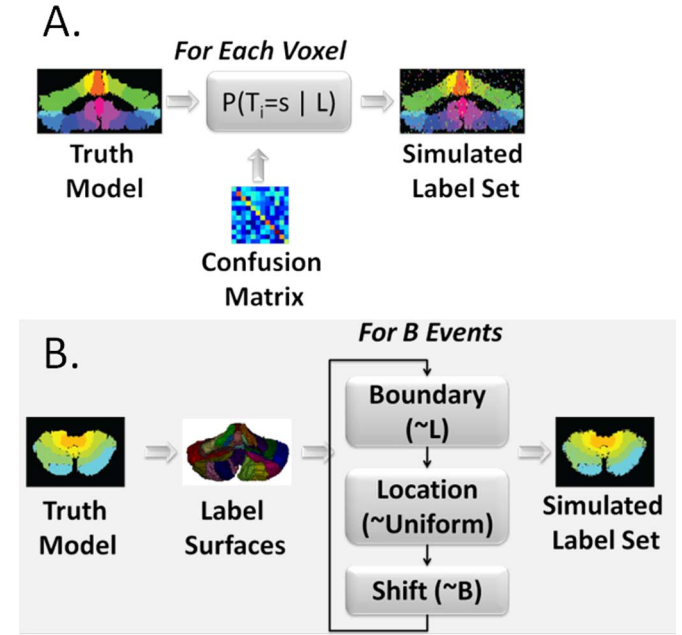 A.
For Each Voxel
P(Ti=s | L)
Truth
Model
Simulated
Label Set
Confusion
Matrix
B.
For B Events
Boundary
(~L)
Location
(~Uniform)
Shift (~B)
Truth
Model
Label
Surfaces
Simulated
Label Set